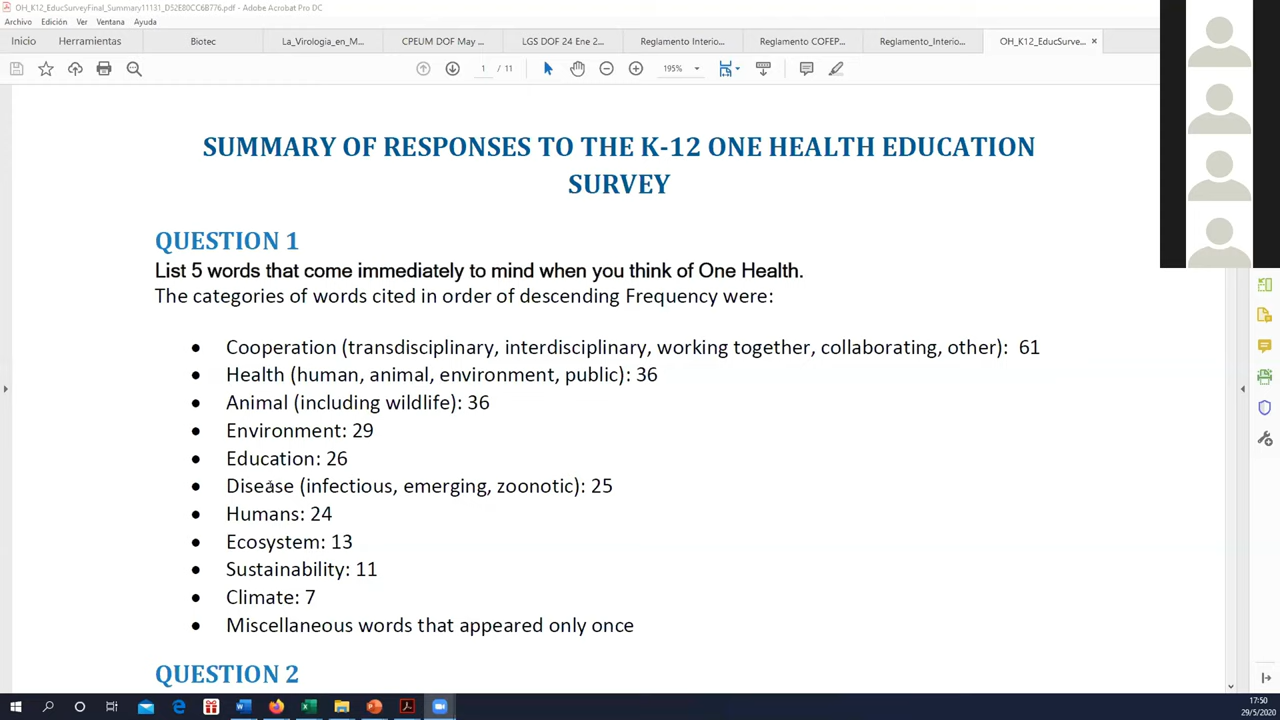 OH_K12_EducSurveyFinal_Summary11131_D52E80CC6B776.pdf - Adobe Acrobat Pro DC
Archivo Edición Ver Ventana Ayuda
Inicio Herramientas Biotec La_Virologia_en_M... CPEUM DOF May ... LGS DOF 24 Ene 2... Reglamento Interio... Reglamento COFEP... Reglamento_Interio... OH_K12_EducSurve... ×
1 / 11 195%
SUMMARY OF RESPONSES TO THE K-12 ONE HEALTH EDUCATION
SURVEY
QUESTION 1
List 5 words that come immediately to mind when you think of One Health.
The categories of words cited in order of descending Frequency were:
• Cooperation (transdisciplinary, interdisciplinary, working together, collaborating, other): 61
• Health (human, animal, environment, public): 36
• Animal (including wildlife): 36
• Environment: 29
• Education: 26
• Disease (infectious, emerging, zoonotic): 25
• Humans: 24
• Ecosystem: 13
• Sustainability: 11
• Climate: 7
• Miscellaneous words that appeared only once
QUESTION 2
17:50
29/5/2020